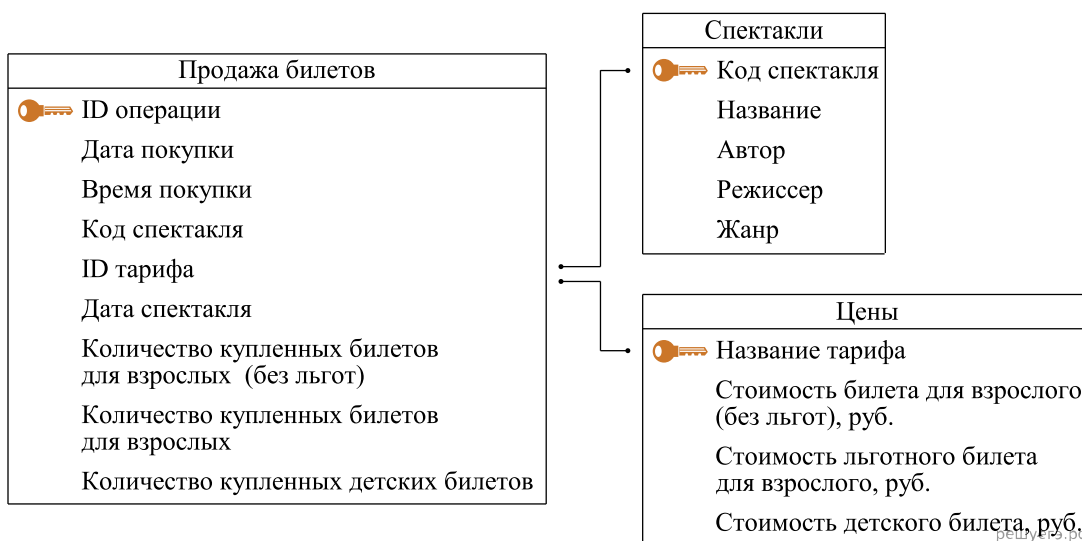 Продажа билетов
ID операции
Дата покупки
Время покупки
Код спектакля
ID тарифа
Дата спектакля
Количество купленных билетов
для взрослых (без льгот)
Количество купленных билетов
для взрослых
Количество купленных детских билетов
Спектакли
Код спектакля
Название
Автор
Режиссер
Жанр
Цены
Название тарифа
Стоимость билета для взрослого
(без льгот), руб.
Стоимость льготного билета
для взрослого, руб.
Стоимость детского билета, руб.